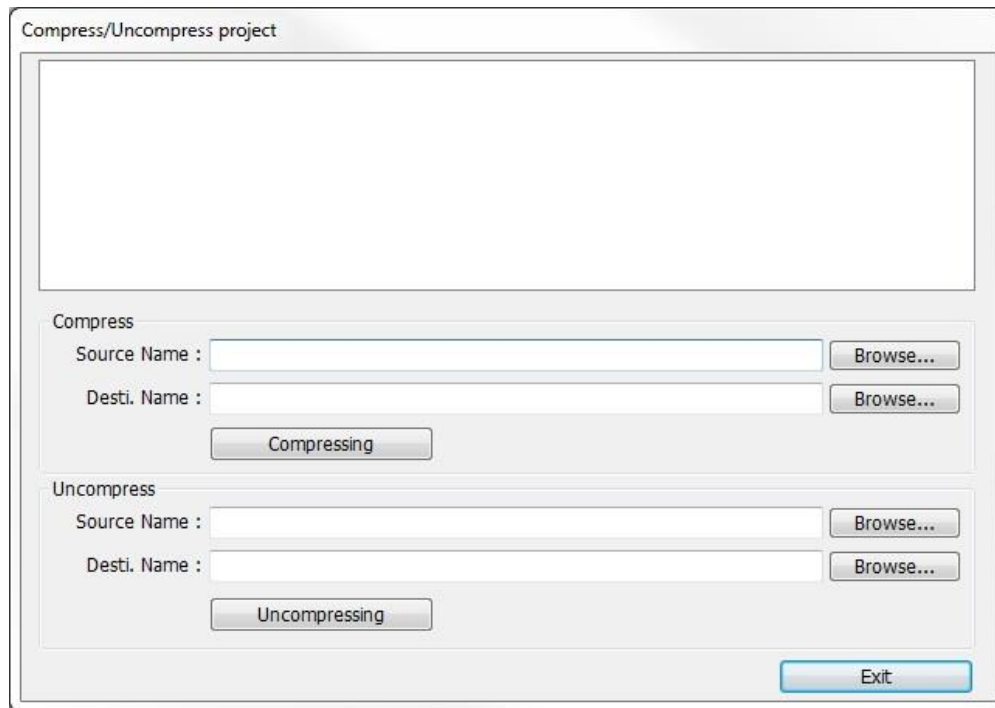 Compress/Uncompress project
Compress
Source Name : Browse...
Desti. Name : Browse...
Compressing
Uncompress
Source Name : Browse...
Desti. Name : Browse...
Uncompressing
Exit